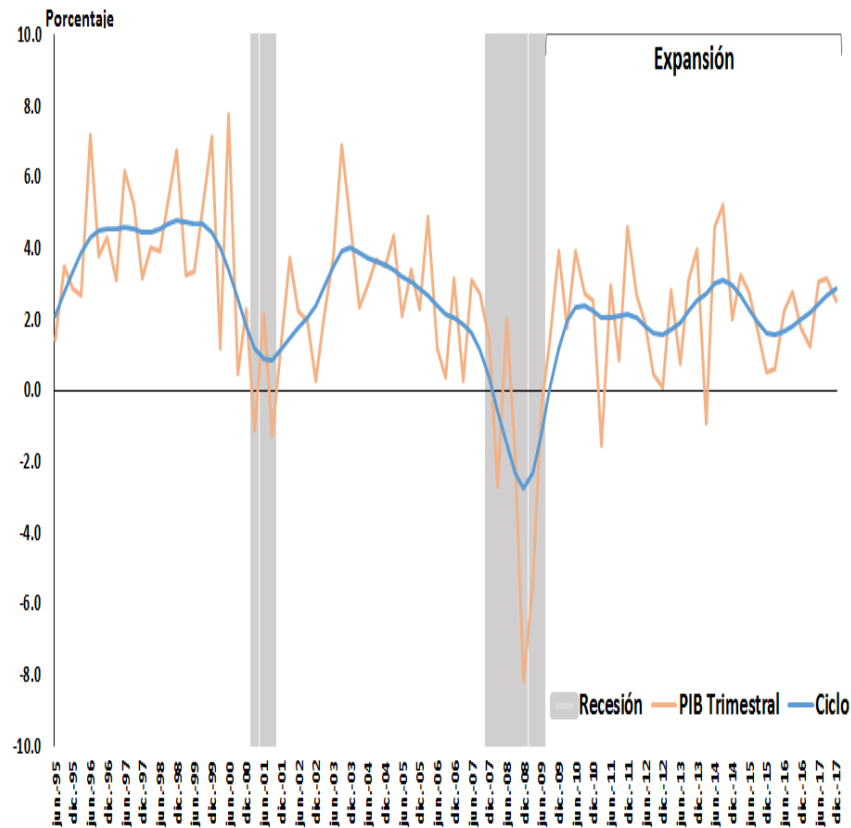 Porcentaje
10.0
8.0
6.0
4.0
2.0
0.0
-2.0
-4.0
-6.0
-8.0
-10.0
Expansión
Recesión PIB Trimestral Ciclo
jun.-95
dic.-95
jun.-96
dic.-96
jun.-97
dic.-97
jun.-98
dic.-98
jun.-99
dic.-99
jun.-00
dic.-00
jun.-01
dic.-01
jun.-02
dic.-02
jun.-03
dic.-03
jun.-04
dic.-04
jun.-05
dic.-05
jun.-06
dic.-06
jun.-07
dic.-07
jun.-08
dic.-08
jun.-09
dic.-09
jun.-10
dic.-10
jun.-11
dic.-11
jun.-12
dic.-12
jun.-13
dic.-13
jun.-14
dic.-14
jun.-15
dic.-15
jun.-16
dic.-16
jun.-17
dic.-17